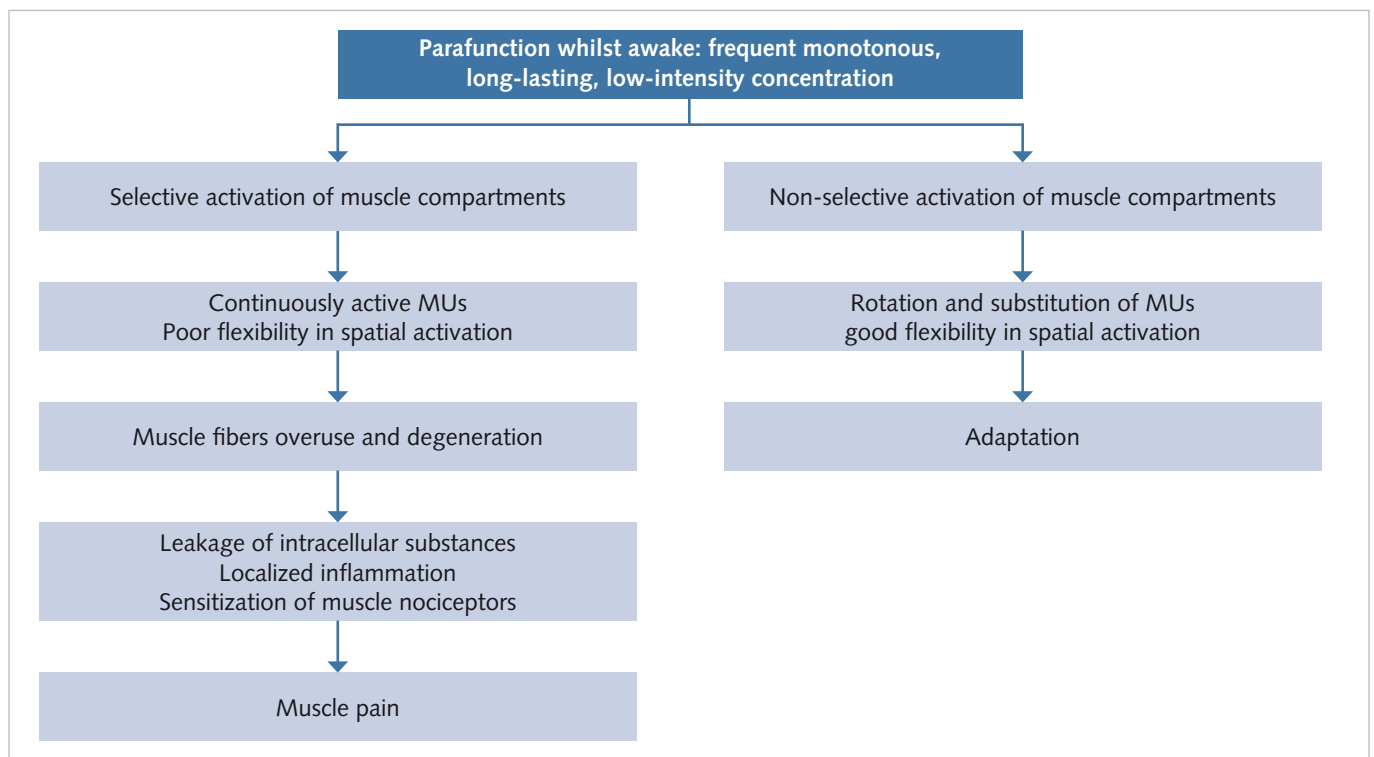 Parafunction whilst awake: frequent monotonous,
long-lasting, low-intensity concentration
Selective activation of muscle compartments
Continuously active MUs
Poor flexibility in spatial activation
Muscle fibers overuse and degeneration
Leakage of intracellular substances
Localized inflammation
Sensitization of muscle nociceptors
Muscle pain
Non-selective activation of muscle compartments
Rotation and substitution of MUs
good flexibility in spatial activation
Adaptation